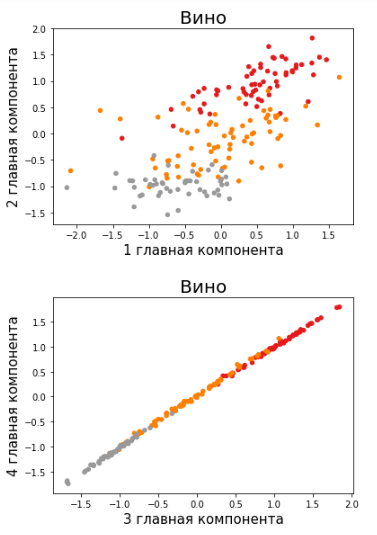 Вино
2.0
1.5
1.0
0.5
0.0
−0.5
−1.0
−1.5
2 главная компонента
−2.0 −1.5 −1.0 −0.5 0.0 0.5 1.0 1.5
1 главная компонента
Вино
1.5
1.0
0.5
0.0
−0.5
−1.0
−1.5
4 главная компонента
−1.5 −1.0 −0.5 0.0 0.5 1.0 1.5 2.0
3 главная компонента